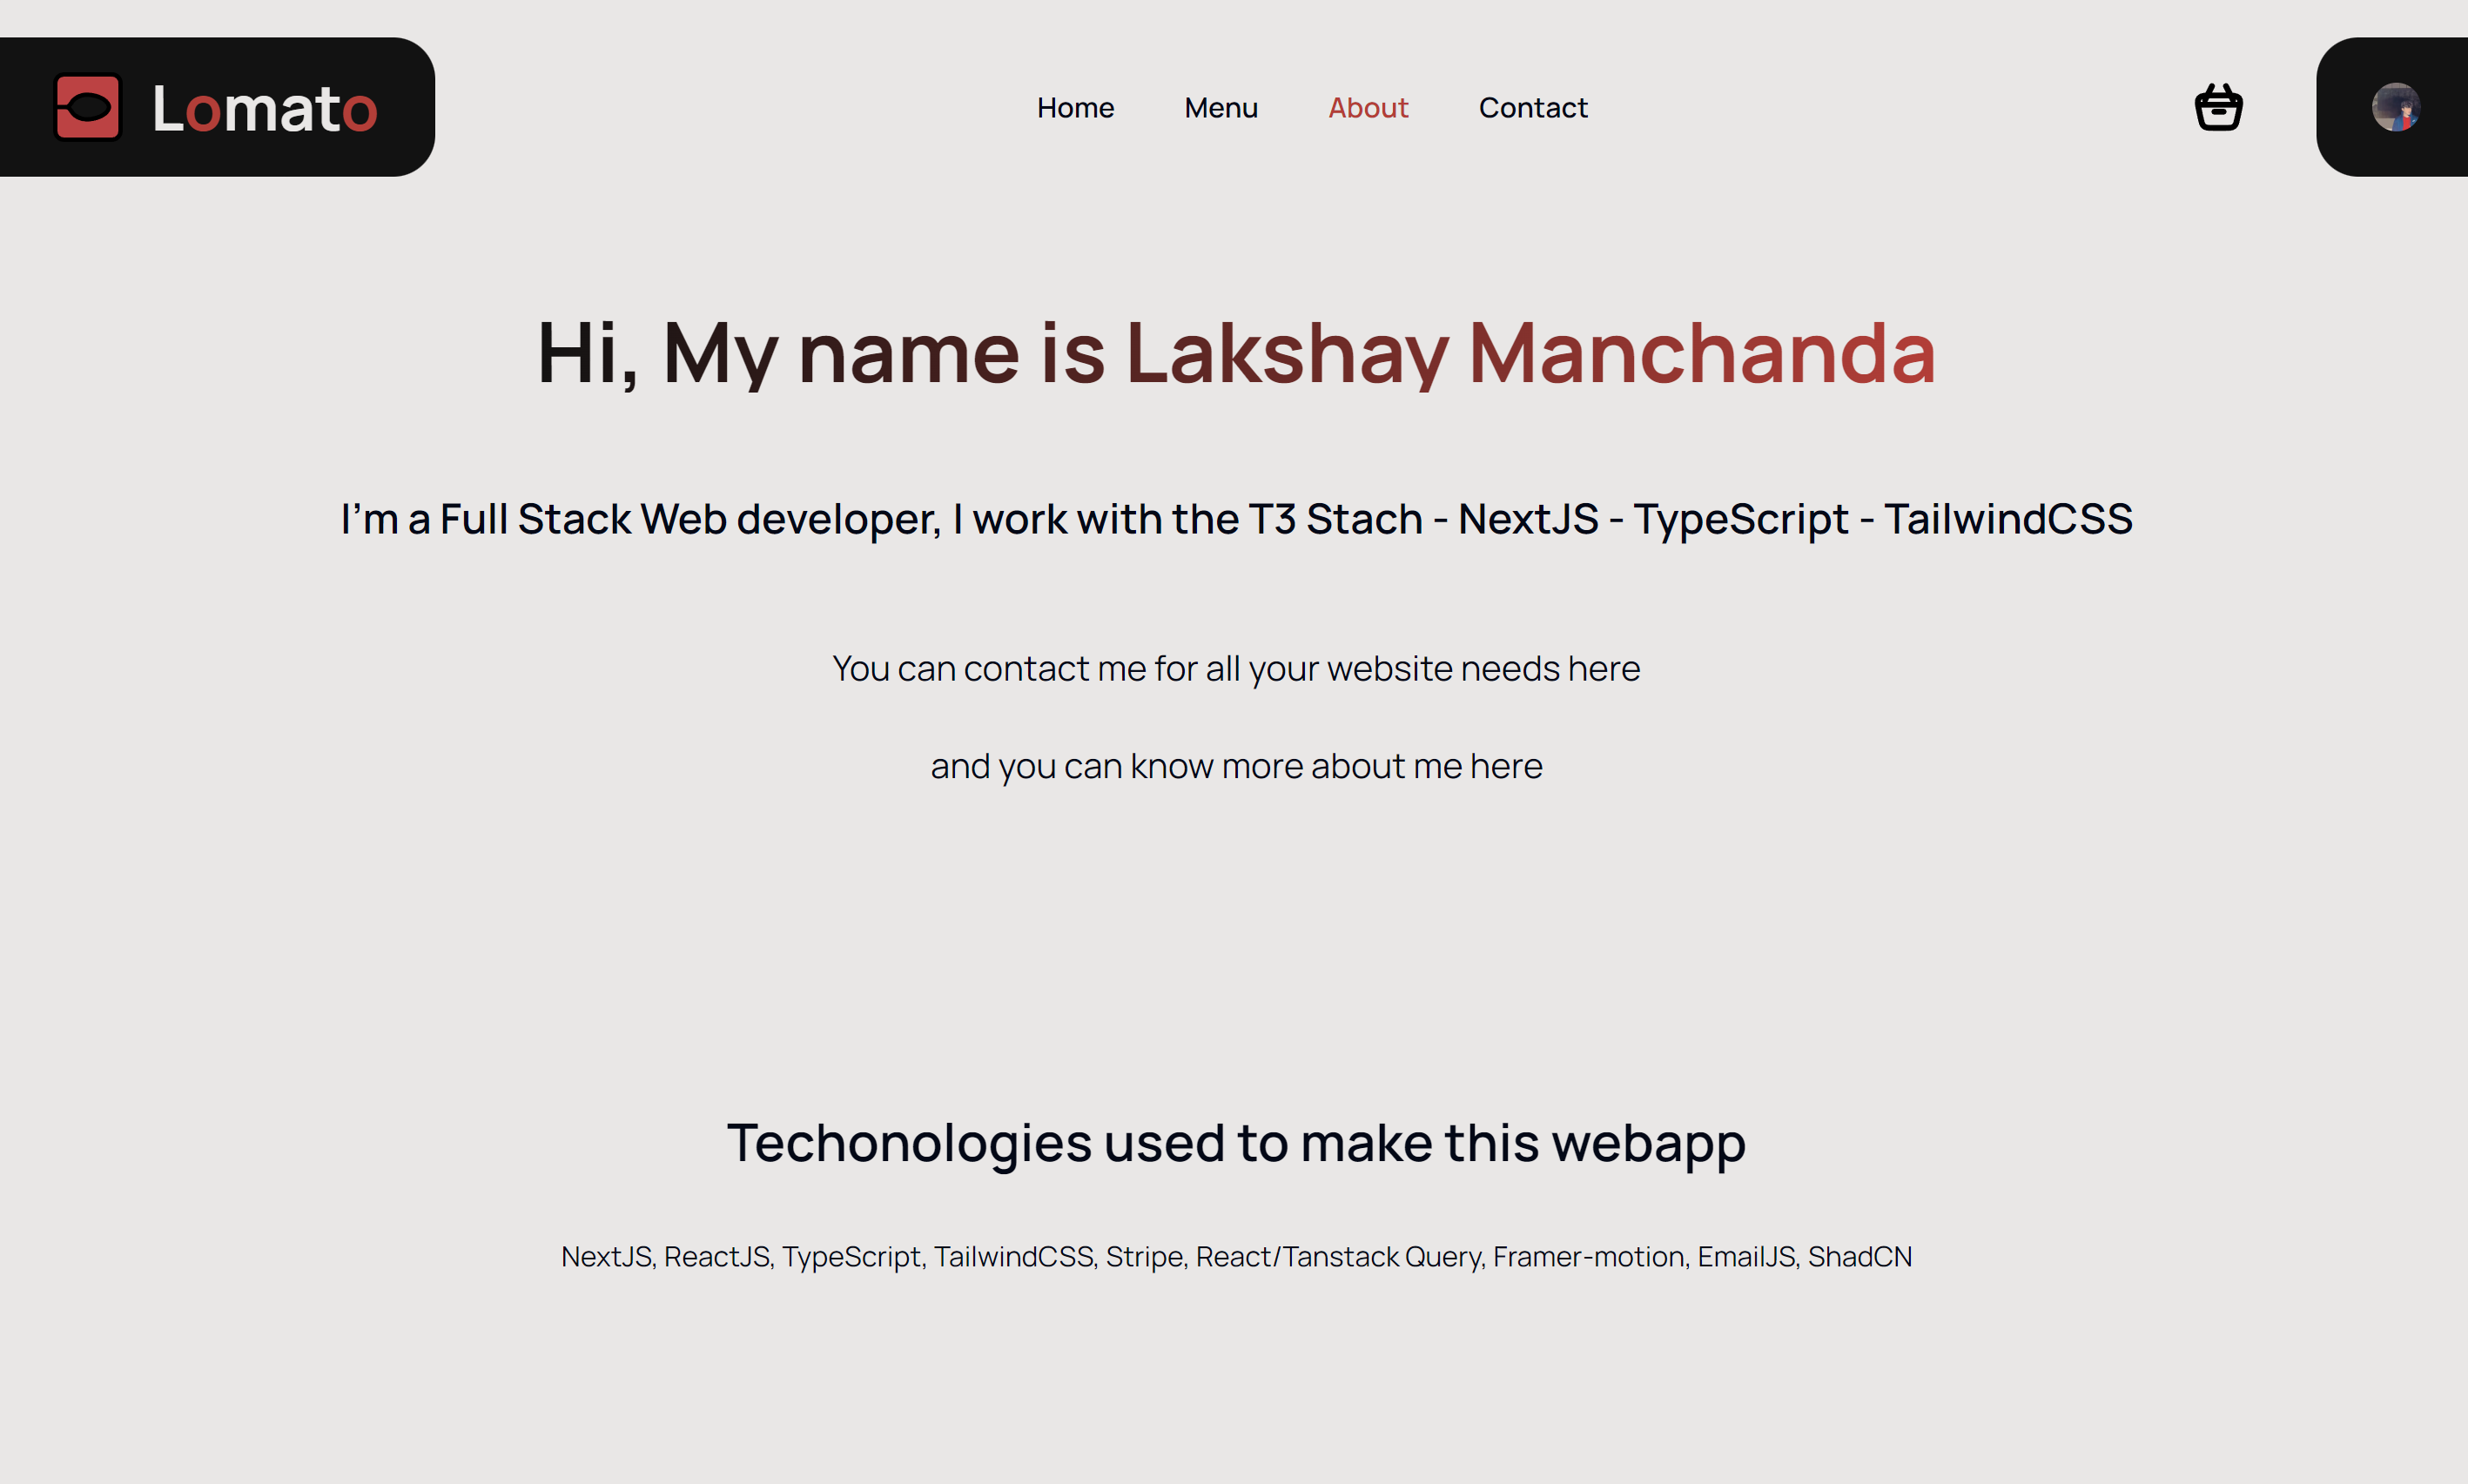 Lomato
Home Menu About Contact
Hi, My name is Lakshay Manchanda
I'm a Full Stack Web developer, I work with the T3 Stach - NextJS - TypeScript - TailwindCSS
You can contact me for all your website needs here
and you can know more about me here
Techonologies used to make this webapp
NextJS, ReactJS, TypeScript, TailwindCSS, Stripe, React/Tanstack Query, Framer-motion, EmailJS, ShadCN